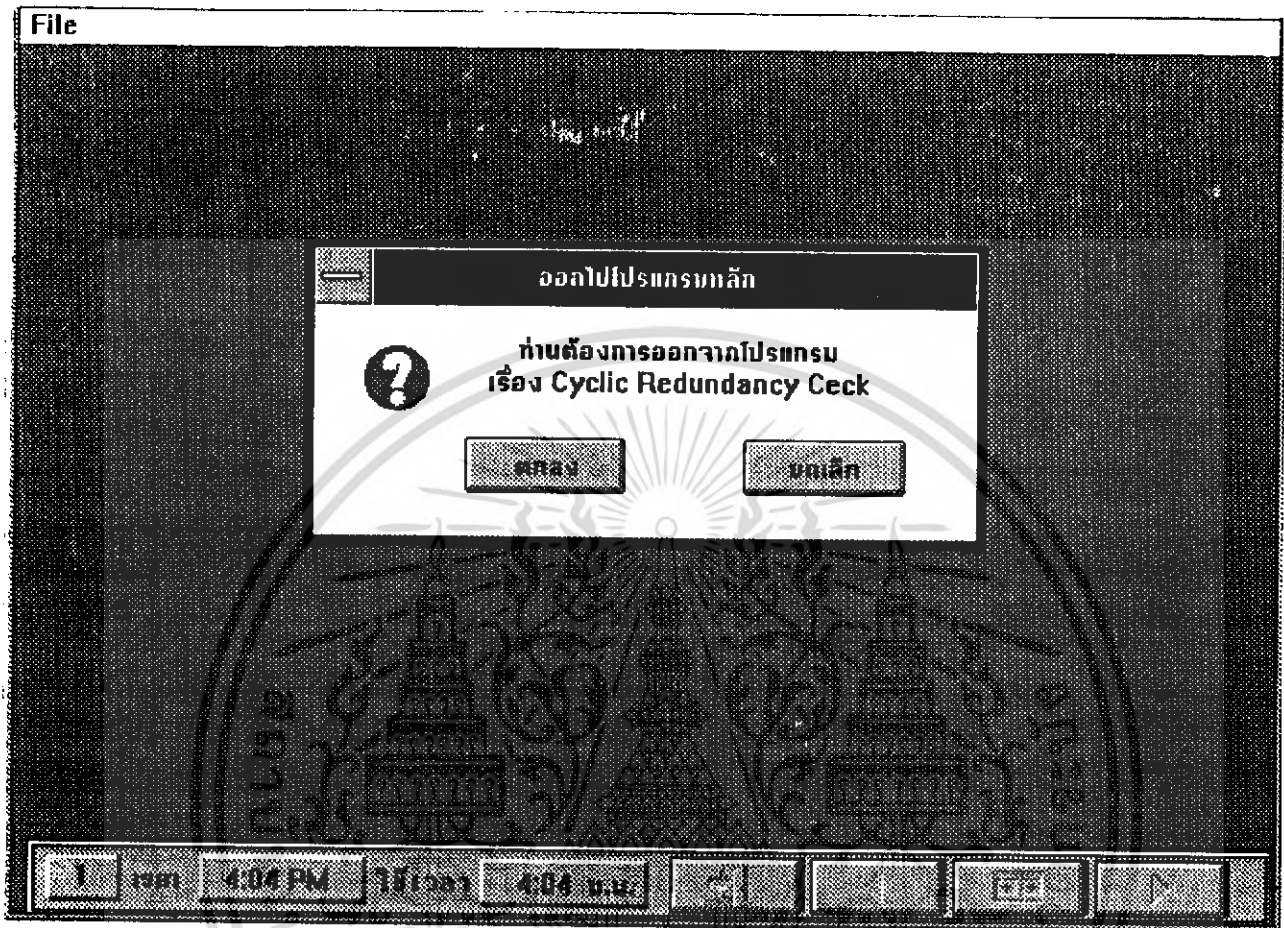 File
ออกไปโปรแกรมหลัก
ท่านต้องการออกจากโปรแกรม
เรื่อง Cyclic Redundancy Ceck
ตกลง ยกเลิก
1 เวลา 4:04 PM ใช้เวลา 4:04 น.น.